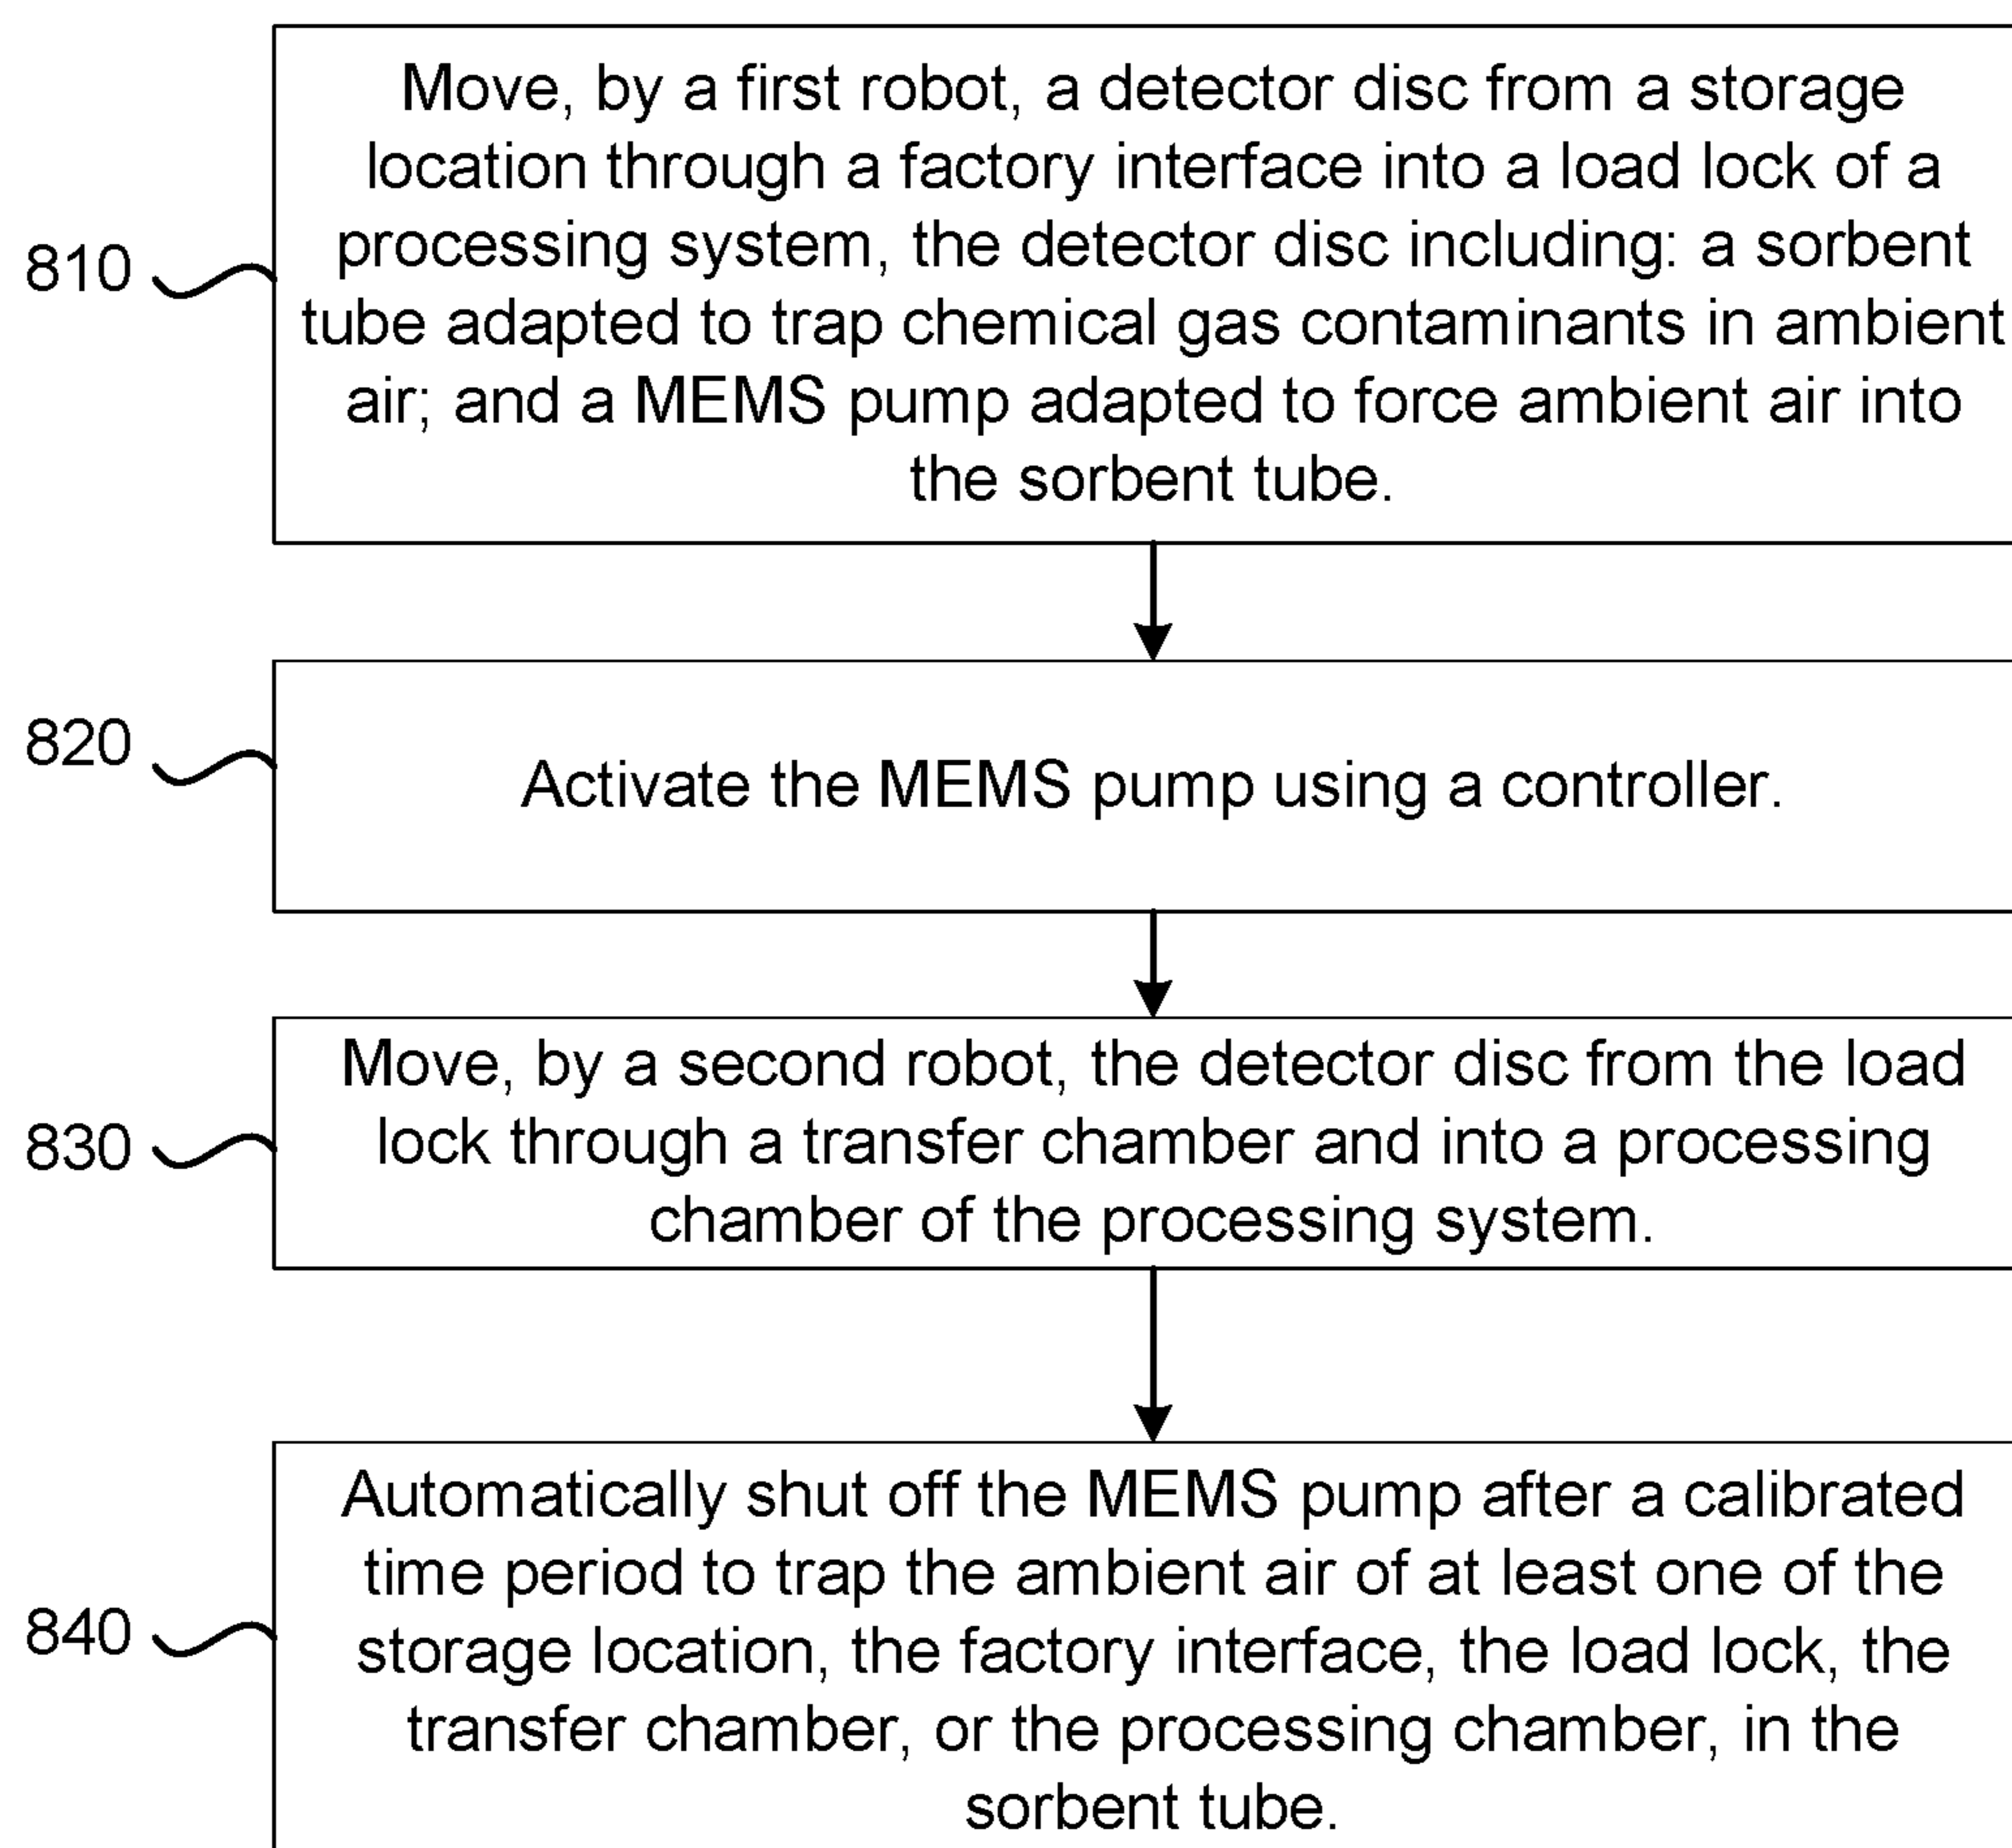 Move, by a first robot, a detector disc from a storage
location through a factory interface into a load lock of a
processing system, the detector disc including: a sorbent
tube adapted to trap chemical gas contaminants in ambient
air; and a MEMS pump adapted to force ambient air into
the sorbent tube.
810
820
Activate the MEMS pump using a controller.
Move, by a second robot, the detector disc from the load
lock through a transfer chamber and into a processing
chamber of the processing system.
830
Automatically shut off the MEMS pump after a calibrated
time period to trap the ambient air of at least one of the
storage location, the factory interface, the load lock, the
transfer chamber, or the processing chamber, in the
sorbent tube.
840